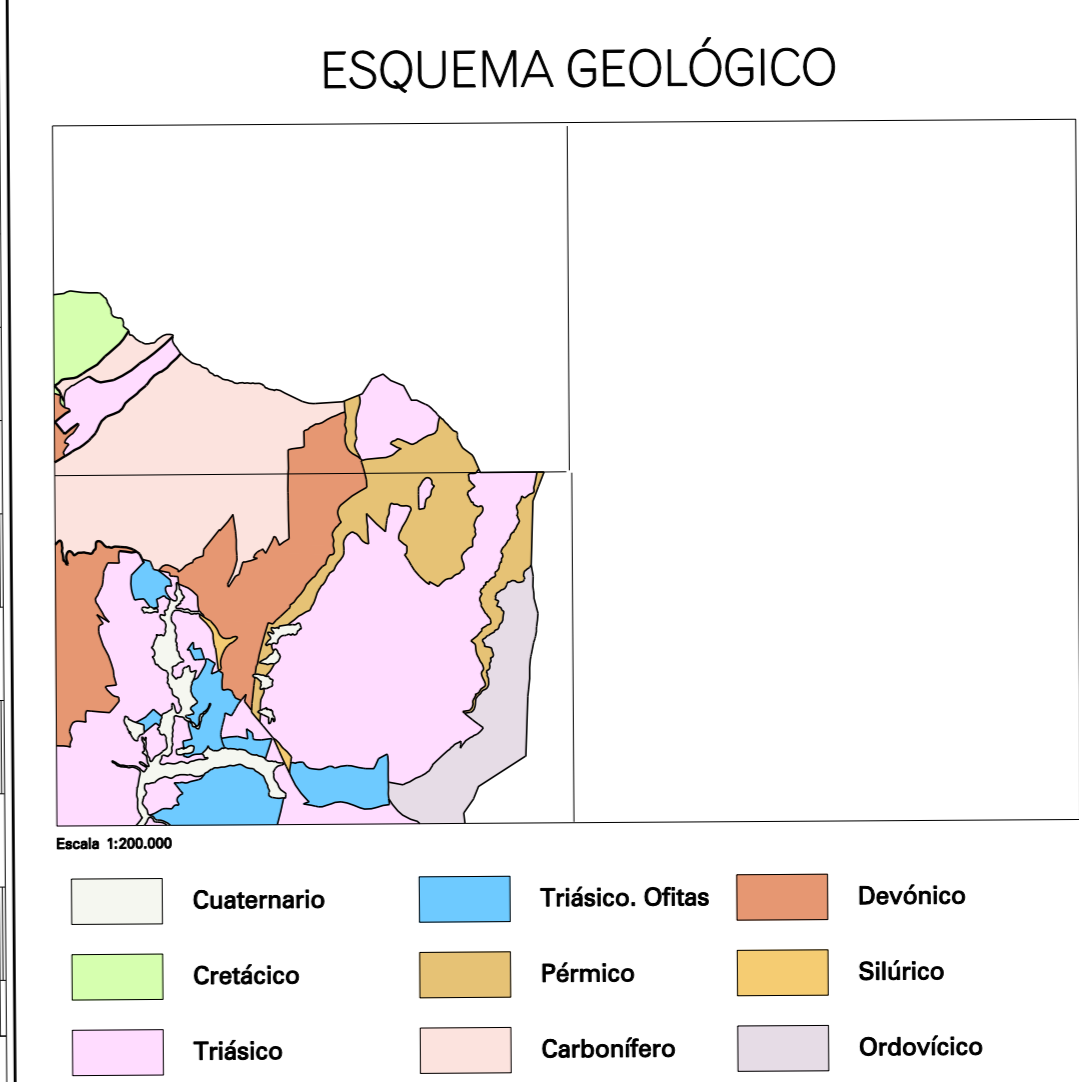 ESQUEMA GEOLÓGICO
Escala 1:200.000
Cuaternario
Triásico. Ofitas
Devónico
Cretácico
Pérmico
Silúrico
Triásico
Carbonífero
Ordovícico